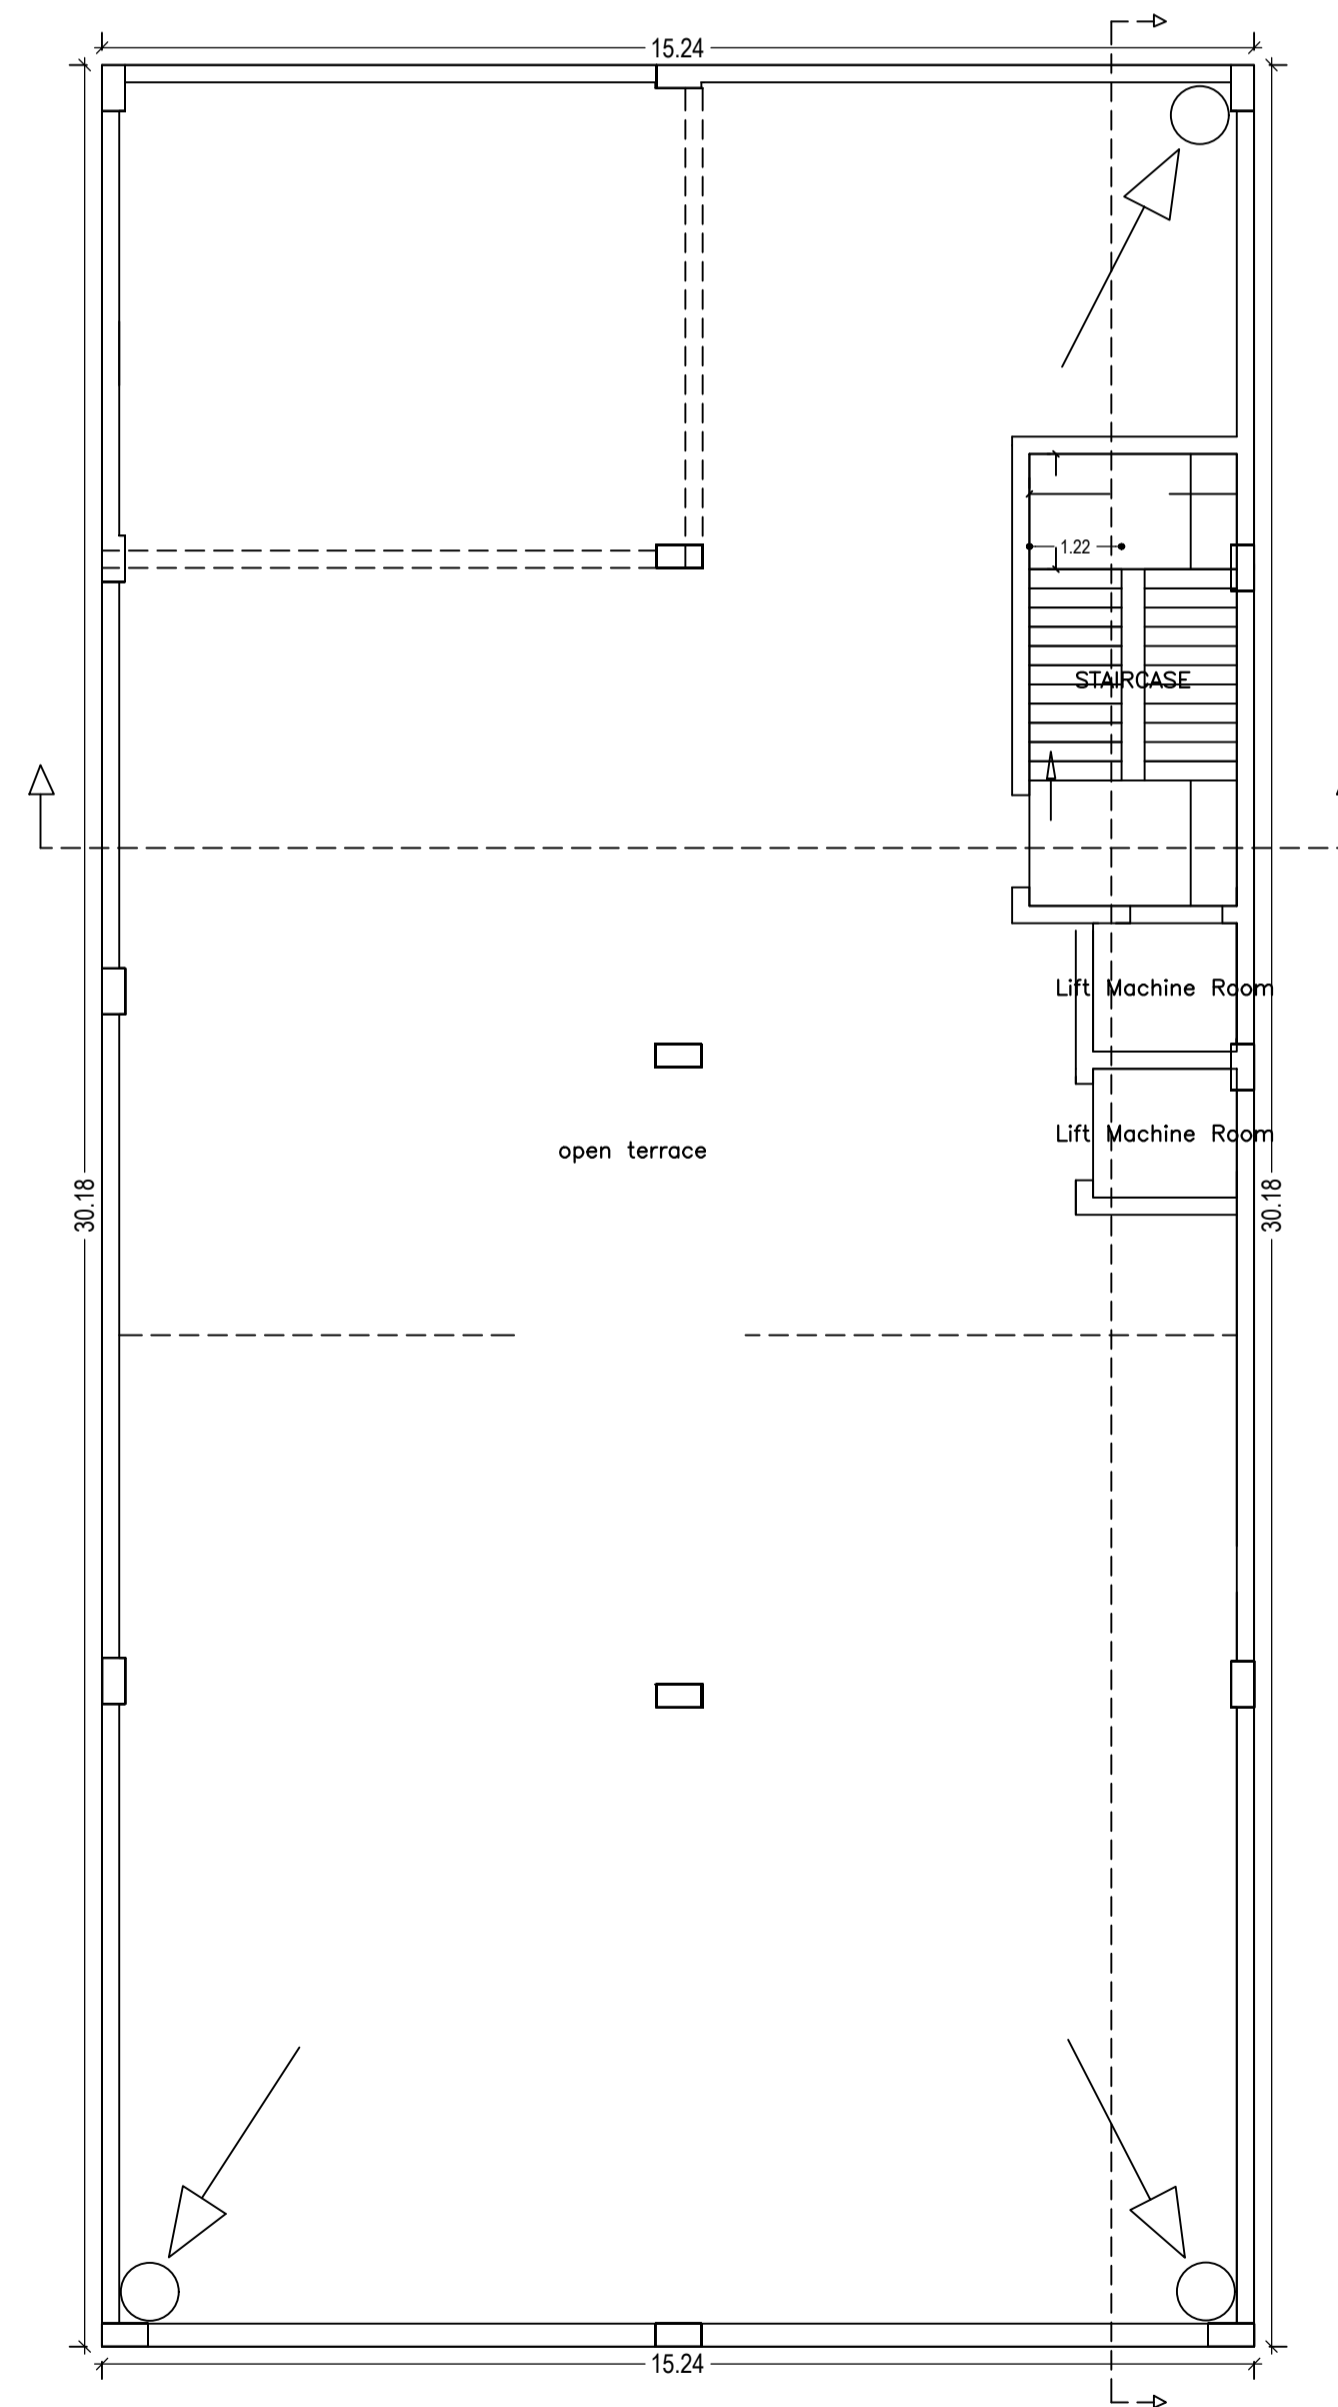 15.24
1.22
STAIRCASE
Lift Machine Room
Lift Machine Room
open terrace
30.18
30.18
15.24